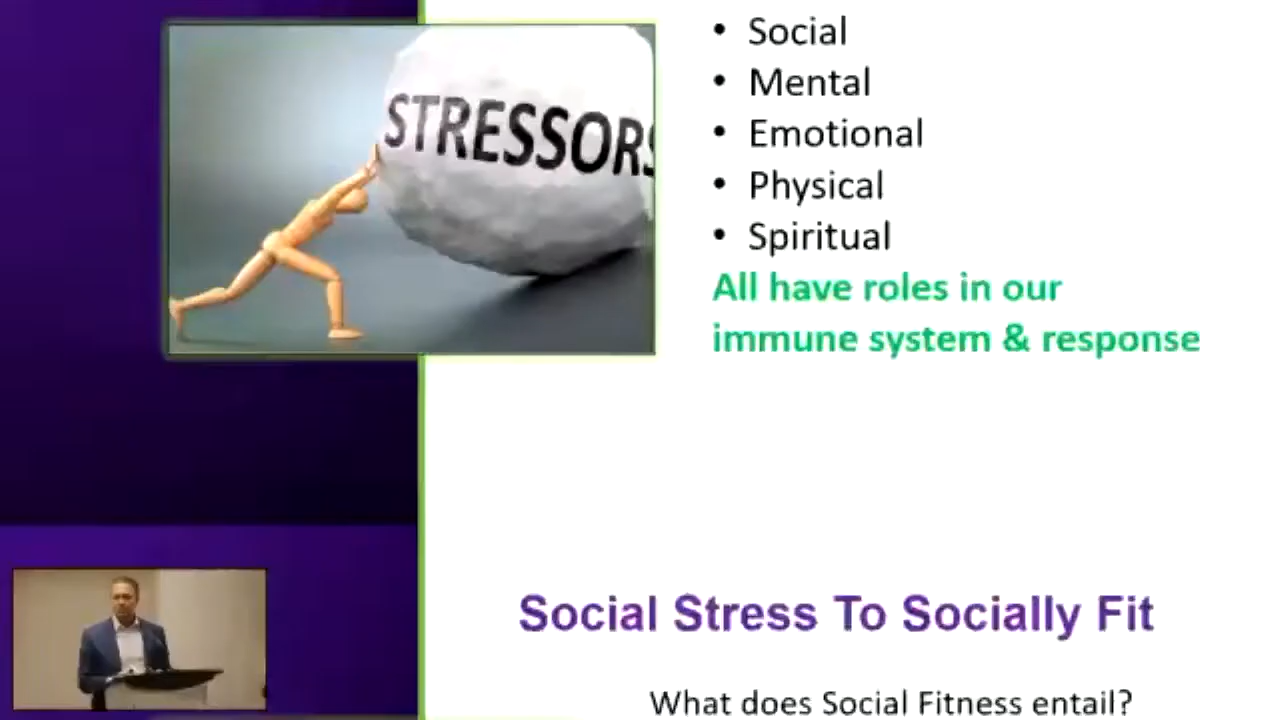 STRESSORS
• Social
• Mental
• Emotional
• Physical
• Spiritual
All have roles in our
immune system & response
Social Stress To Socially Fit
What does Social Fitness entail?